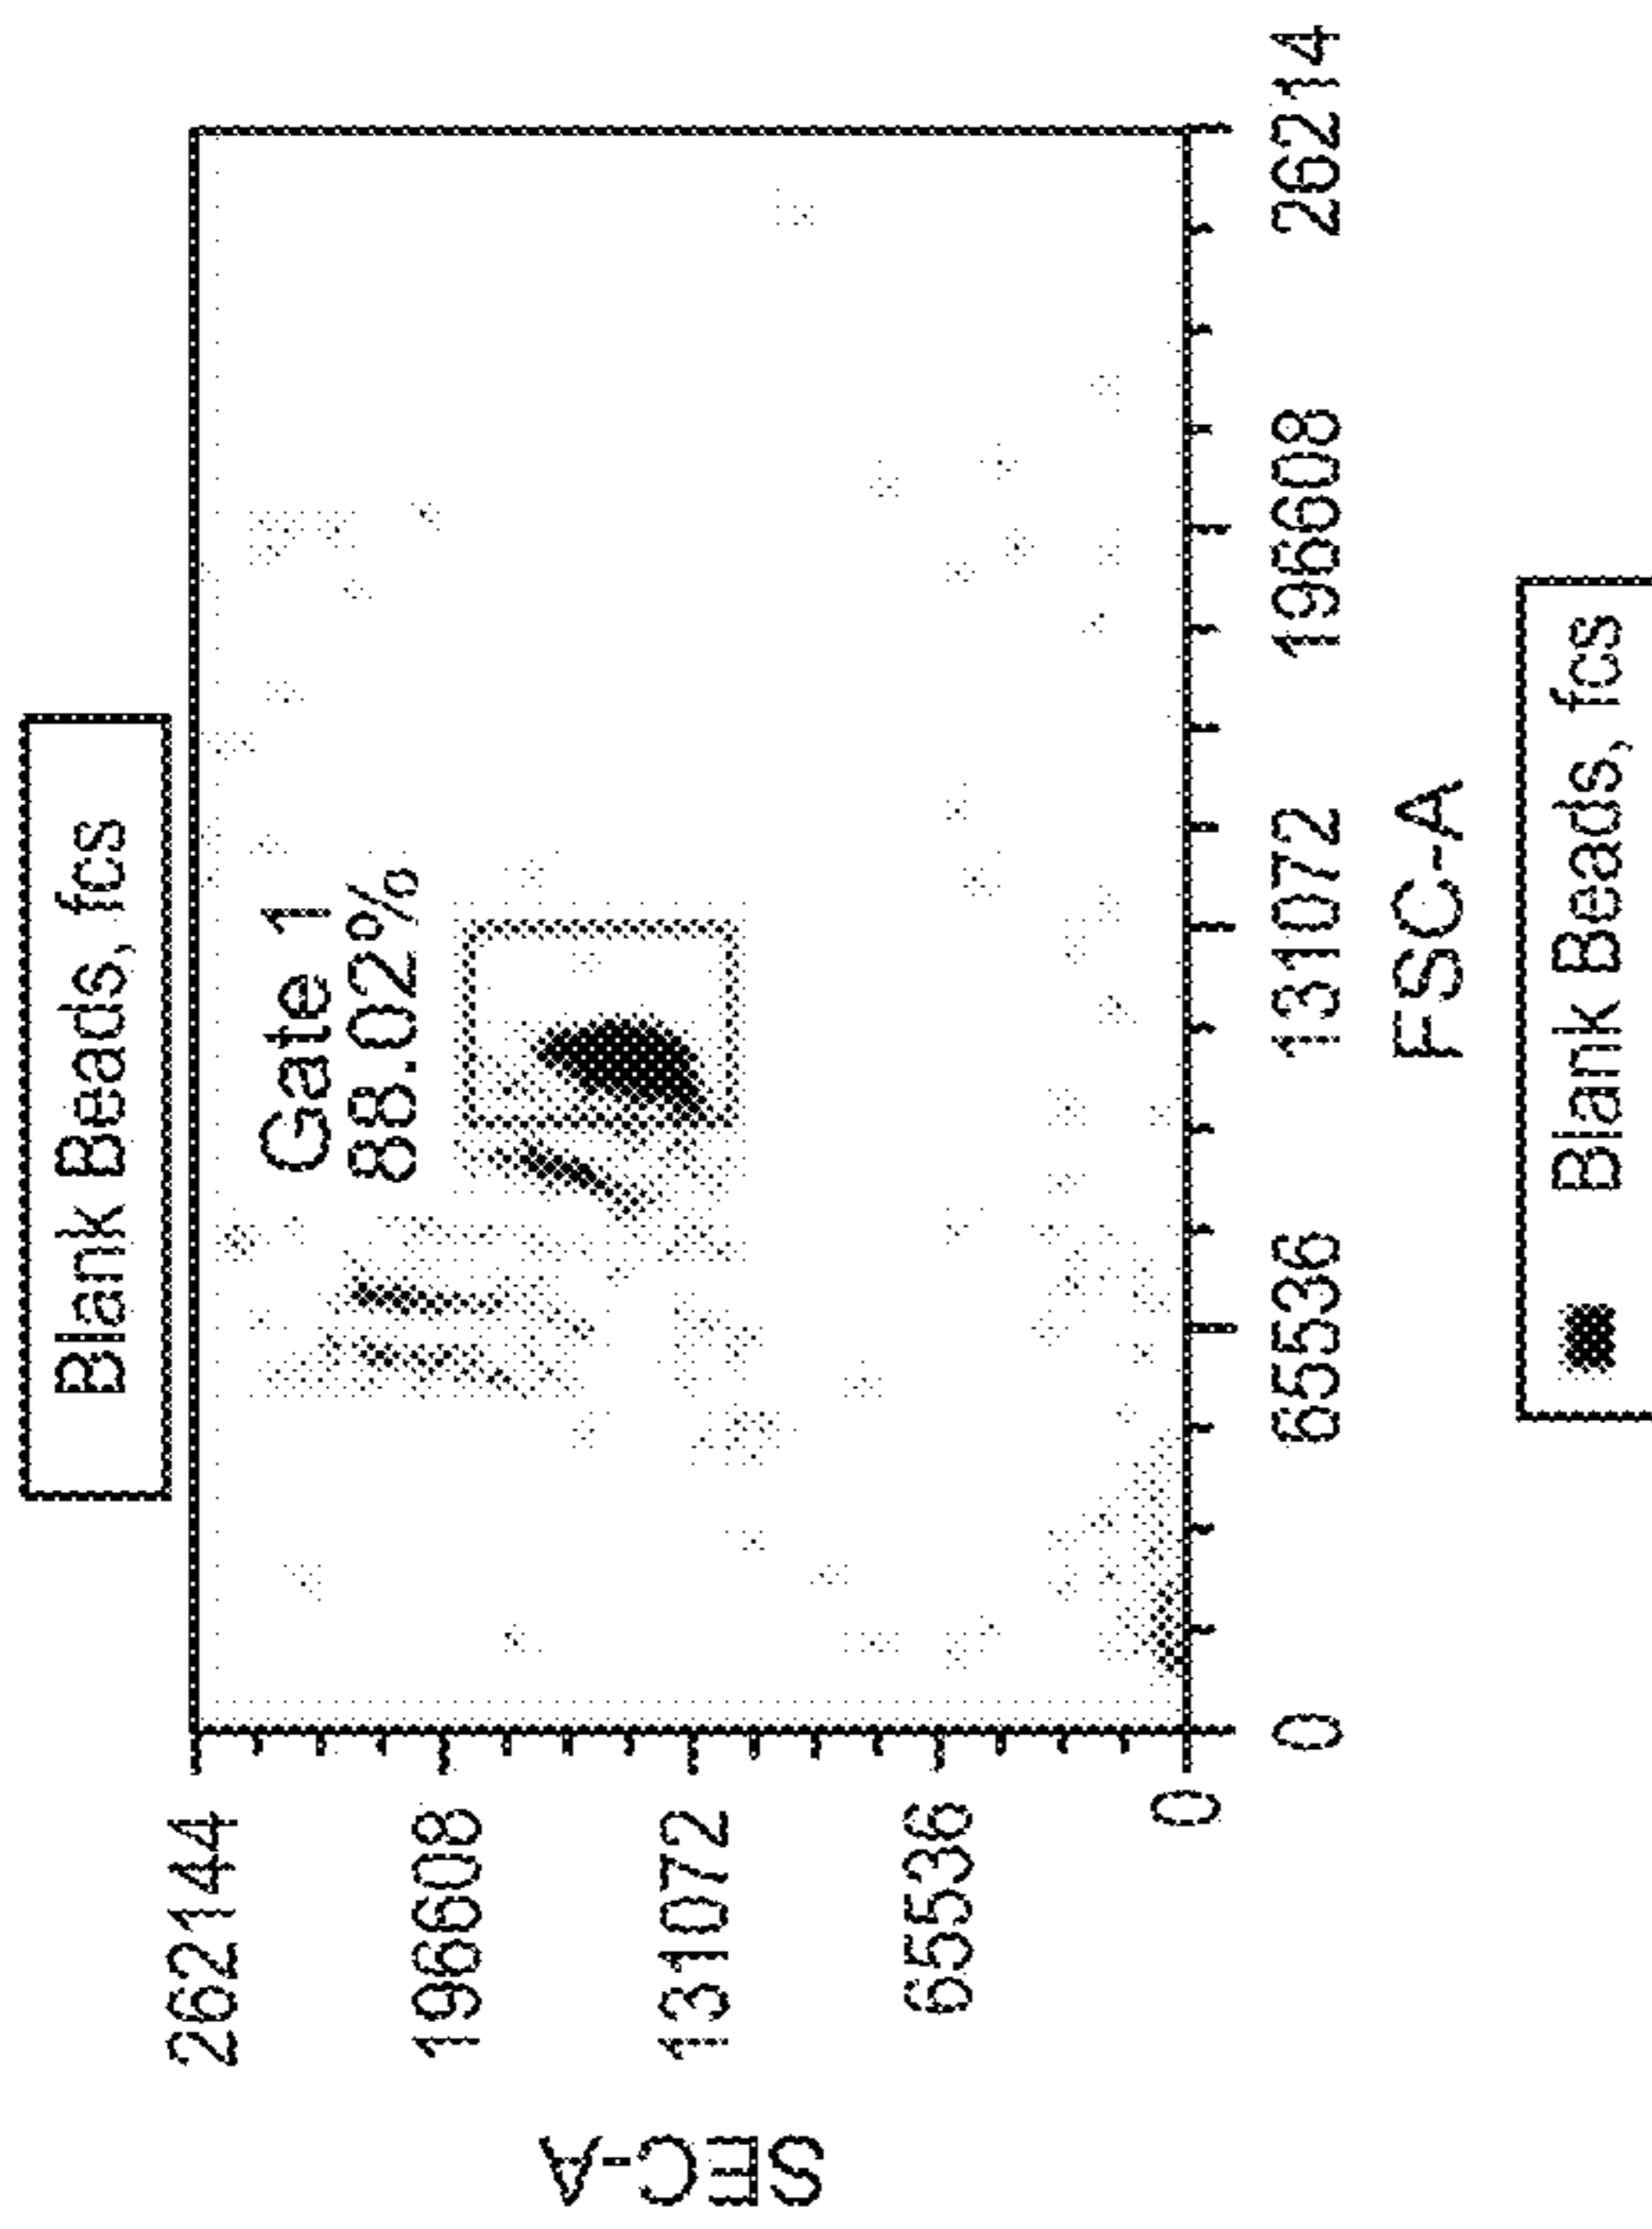 Blank Beads, fcs
Gate 1
88.02%
262144
196608
131072
65536
0
SEC-A
0
65536
131072
196608
26214
FSC-A
Blank Beads, fcs